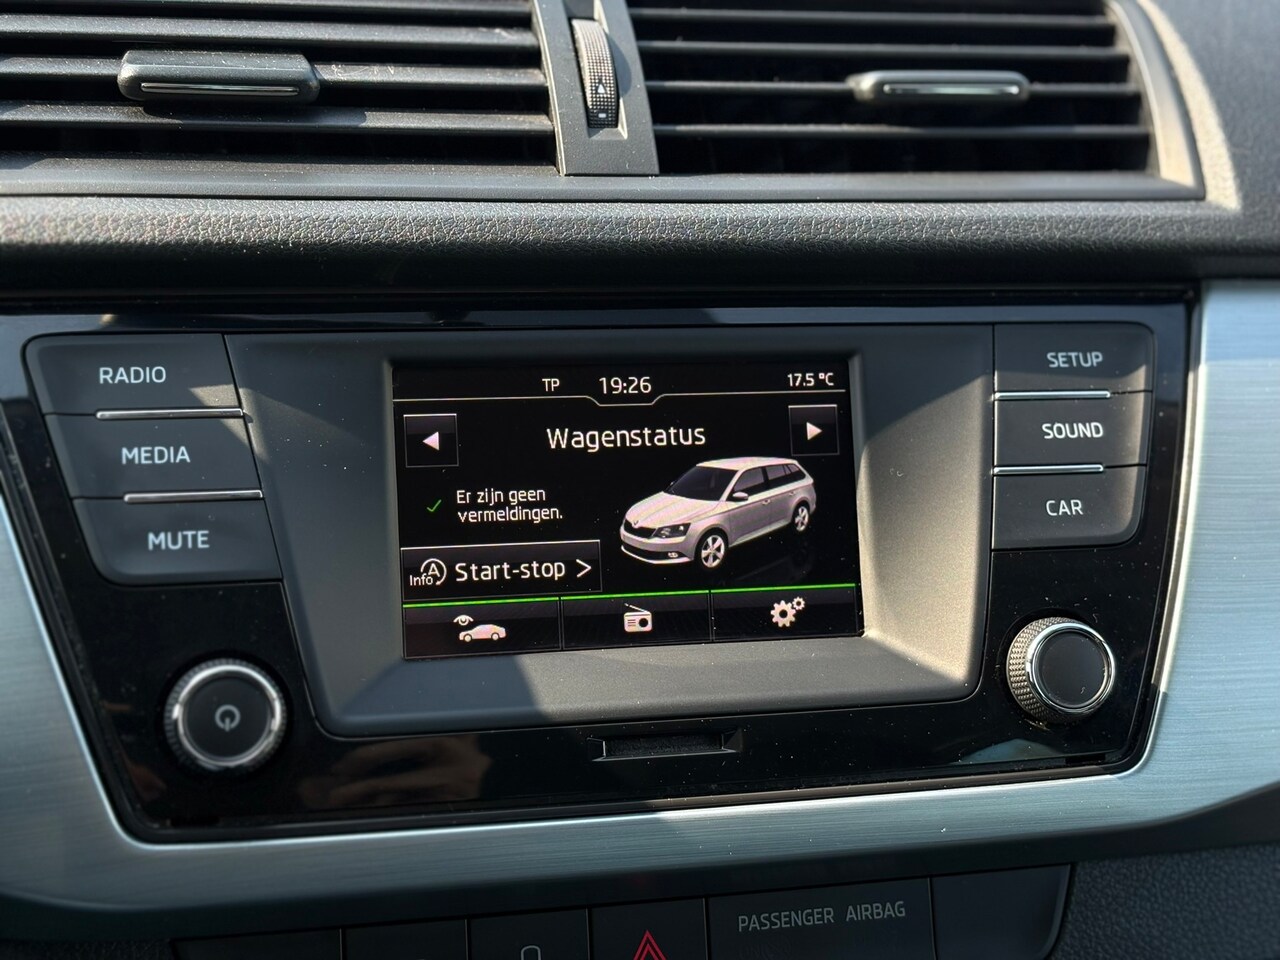 RADIO
MEDIA
MUTE
TP 19:26 17.5 °C
Wagenstatus
Er zijn geen
vermeldingen.
Info A Start-stop >
SETUP
SOUND
CAR
PASSENGER AIRBAG